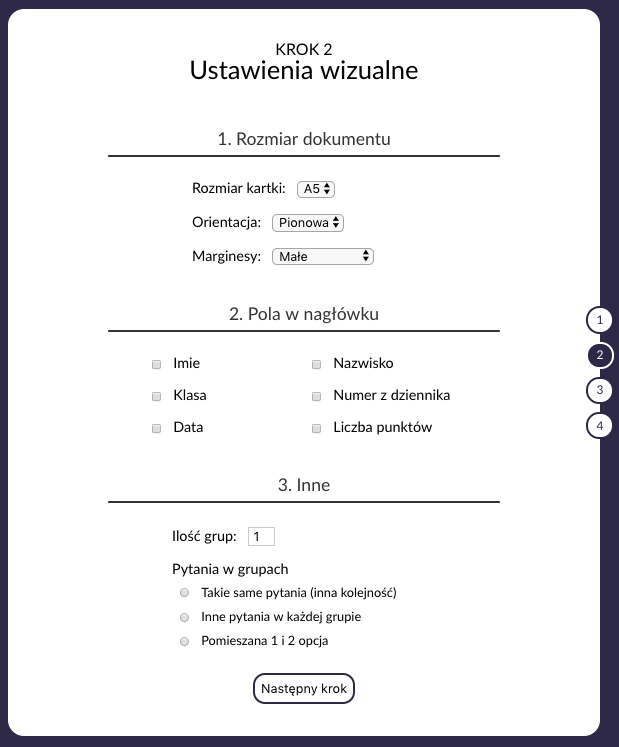 KROK 2
Ustawienia wizualne
1. Rozmiar dokumentu
Rozmiar kartki: A5
Orientacja: Pionowa
Marginesy: Małe
2. Pola w nagłówku
Imie Nazwisko
Klasa Numer z dziennika
Data Liczba punktów
1
2
3
4
3. Inne
Ilość grup: 1
Pytania w grupach
Takie same pytania (inna kolejność)
Inne pytania w każdej grupie
Pomieszana 1 i 2 opcja
Następny krok